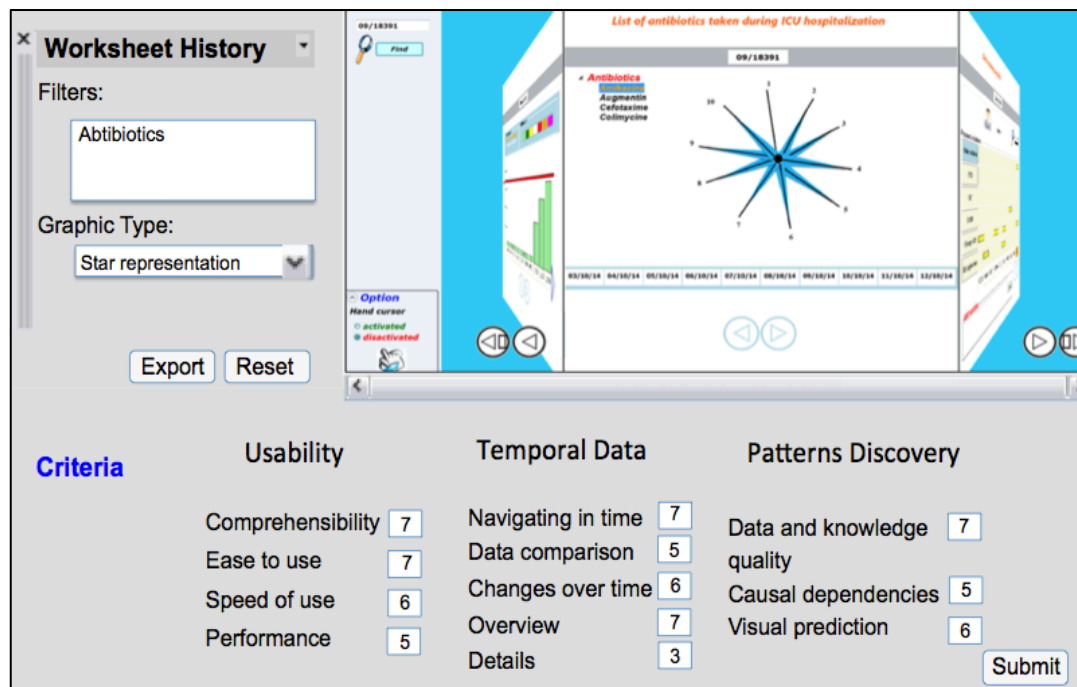 Worksheet History
Filters:
Abtibiotics
Graphic Type:
Star representation
Export
Reset
09/18391
Find
Option
Hand cursor
activated
disactivated
List of antibiotics taken during ICU hospitalization
09/18391
Antibiotics
Augmentin
Cefotaxime
Colimycine
1
2
3
4
5
6
7
8
9
10
03/10/14 04/10/14 05/10/14 06/10/14 07/10/14 08/10/14 09/10/14 10/10/14 11/10/14 12/10/14
Criteria
Usability
Comprehensibility 7
Ease to use 7
Speed of use 6
Performance 5
Temporal Data
Navigating in time 7
Data comparison 5
Changes over time 6
Overview 7
Details 3
Patterns Discovery
Data and knowledge 7
quality
Causal dependencies 5
Visual prediction 6
Submit